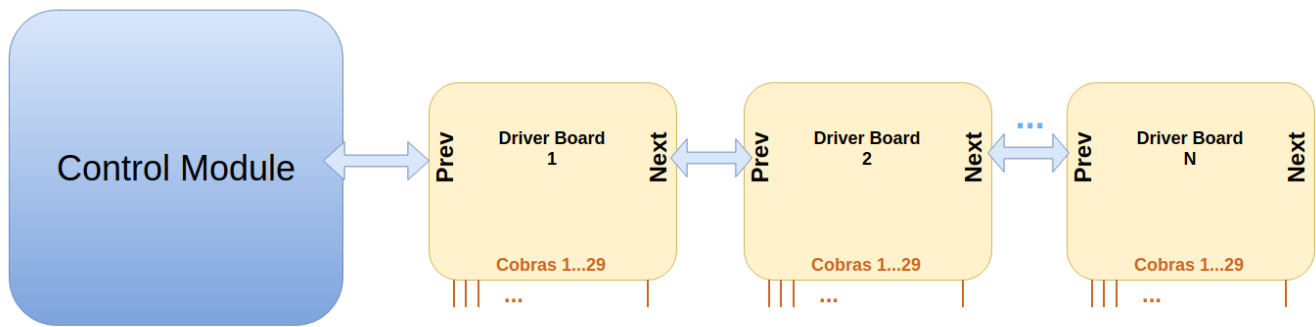 Control Module
Prev
Driver Board
1
Next
Cobras 1...29
...
Prev
Driver Board
2
Next
Cobras 1...29
...
...
Prev
Driver Board
N
Next
Cobras 1...29
...